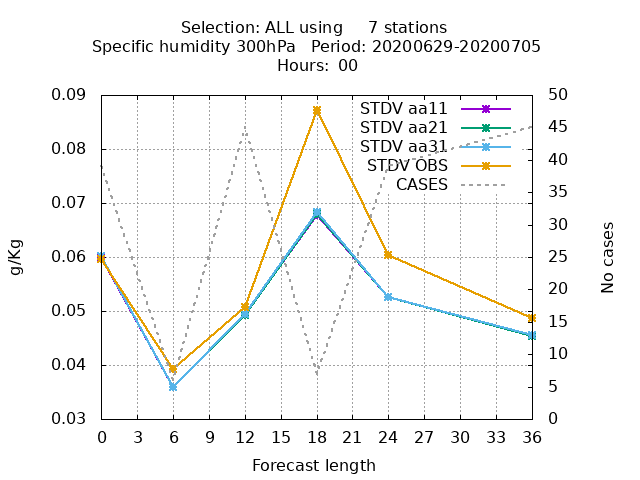 Selection: ALL using     7 stations
Specific humidity 300hPa   Period: 20200629-20200705
Hours: 00
g/Kg
No cases
0.09
0.08
0.07
0.06
0.05
0.04
0.03
50
45
40
35
30
25
20
15
10
5
0
STDV aa11
STDV aa21
STDV aa31
STDV OBS
CASES
0 3 6 9 12 15 18 21 24 27 30 33 36
Forecast length